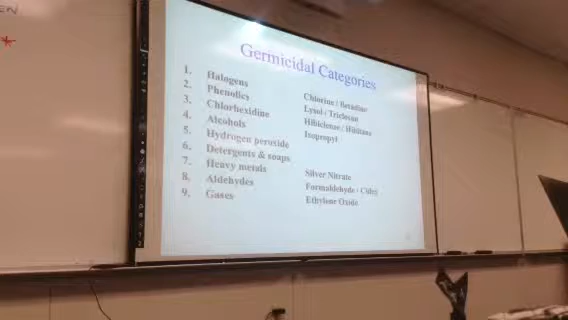 EN
Germicidal Categories
1. Halogens Chlorine / Betadine
2. Phenolics Lysol / Triclosan
3. Chlorhexidine Hibiclense / Hibitane
4. Alcohols Isopropyl
5. Hydrogen peroxide
6. Detergents & soaps
7. Heavy metals Silver Nitrate
8. Aldehydes Formaldehyde / Cidex
9. Gases Ethylene Oxide